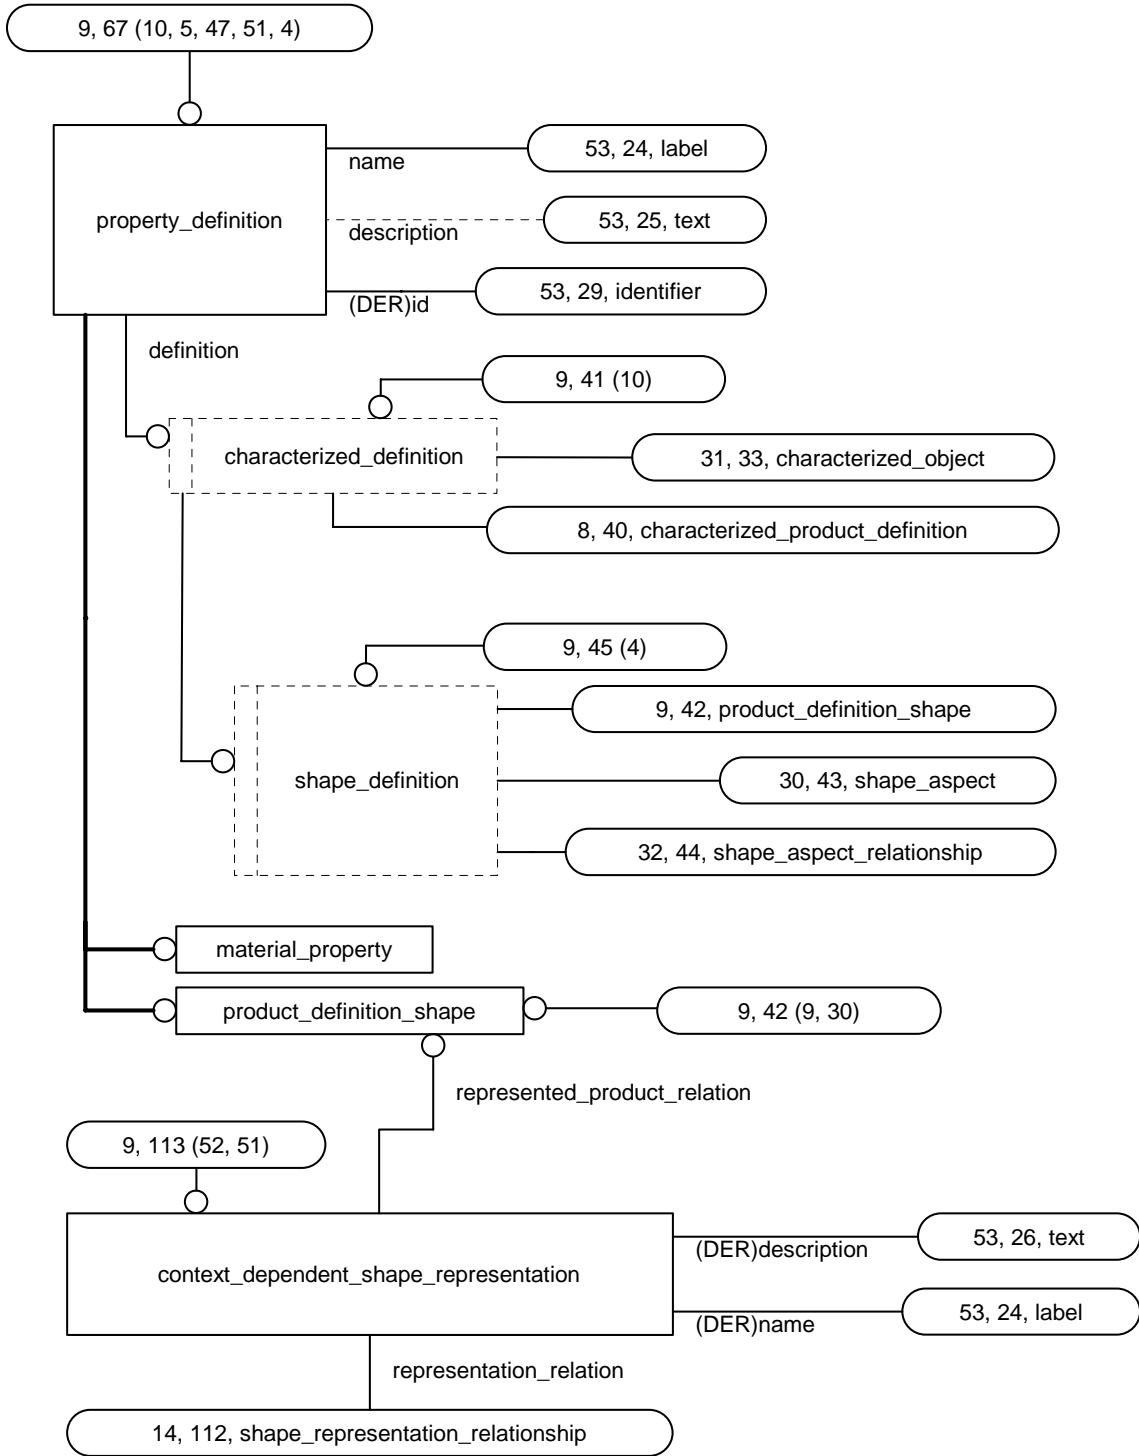 9, 67 (10, 5, 47, 51, 4)
name
53, 24, label
property_definition
description
53, 25, text
(DER)id
53, 29, identifier
definition
9, 41 (10)
characterized_definition
31, 33, characterized_object
8, 40, characterized_product_definition
9, 45 (4)
9, 42, product_definition_shape
shape_definition
30, 43, shape_aspect
32, 44, shape_aspect_relationship
material_property
product_definition_shape
9, 42 (9, 30)
represented_product_relation
9, 113 (52, 51)
(DER)description
53, 26, text
context_dependent_shape_representation
(DER)name
53, 24, label
representation_relation
14, 112, shape_representation_relationship